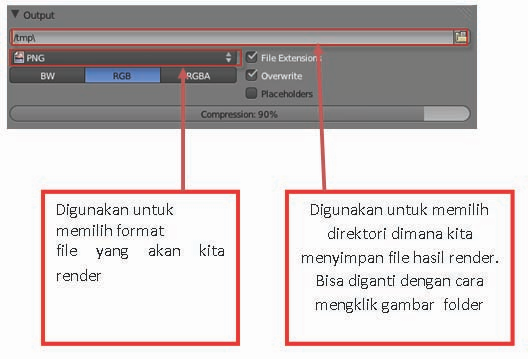 Output
/tmp\
PNG
File Extensions
BW
RGB
RGBA
Overwrite
Placeholders
Compression: 90%
Digunakan untuk
memilih format
file yang akan kita
render
Digunakan untuk memilih
direktori dimana kita
menyimpan file hasil render.
Bisa diganti dengan cara
mengklik gambar folder